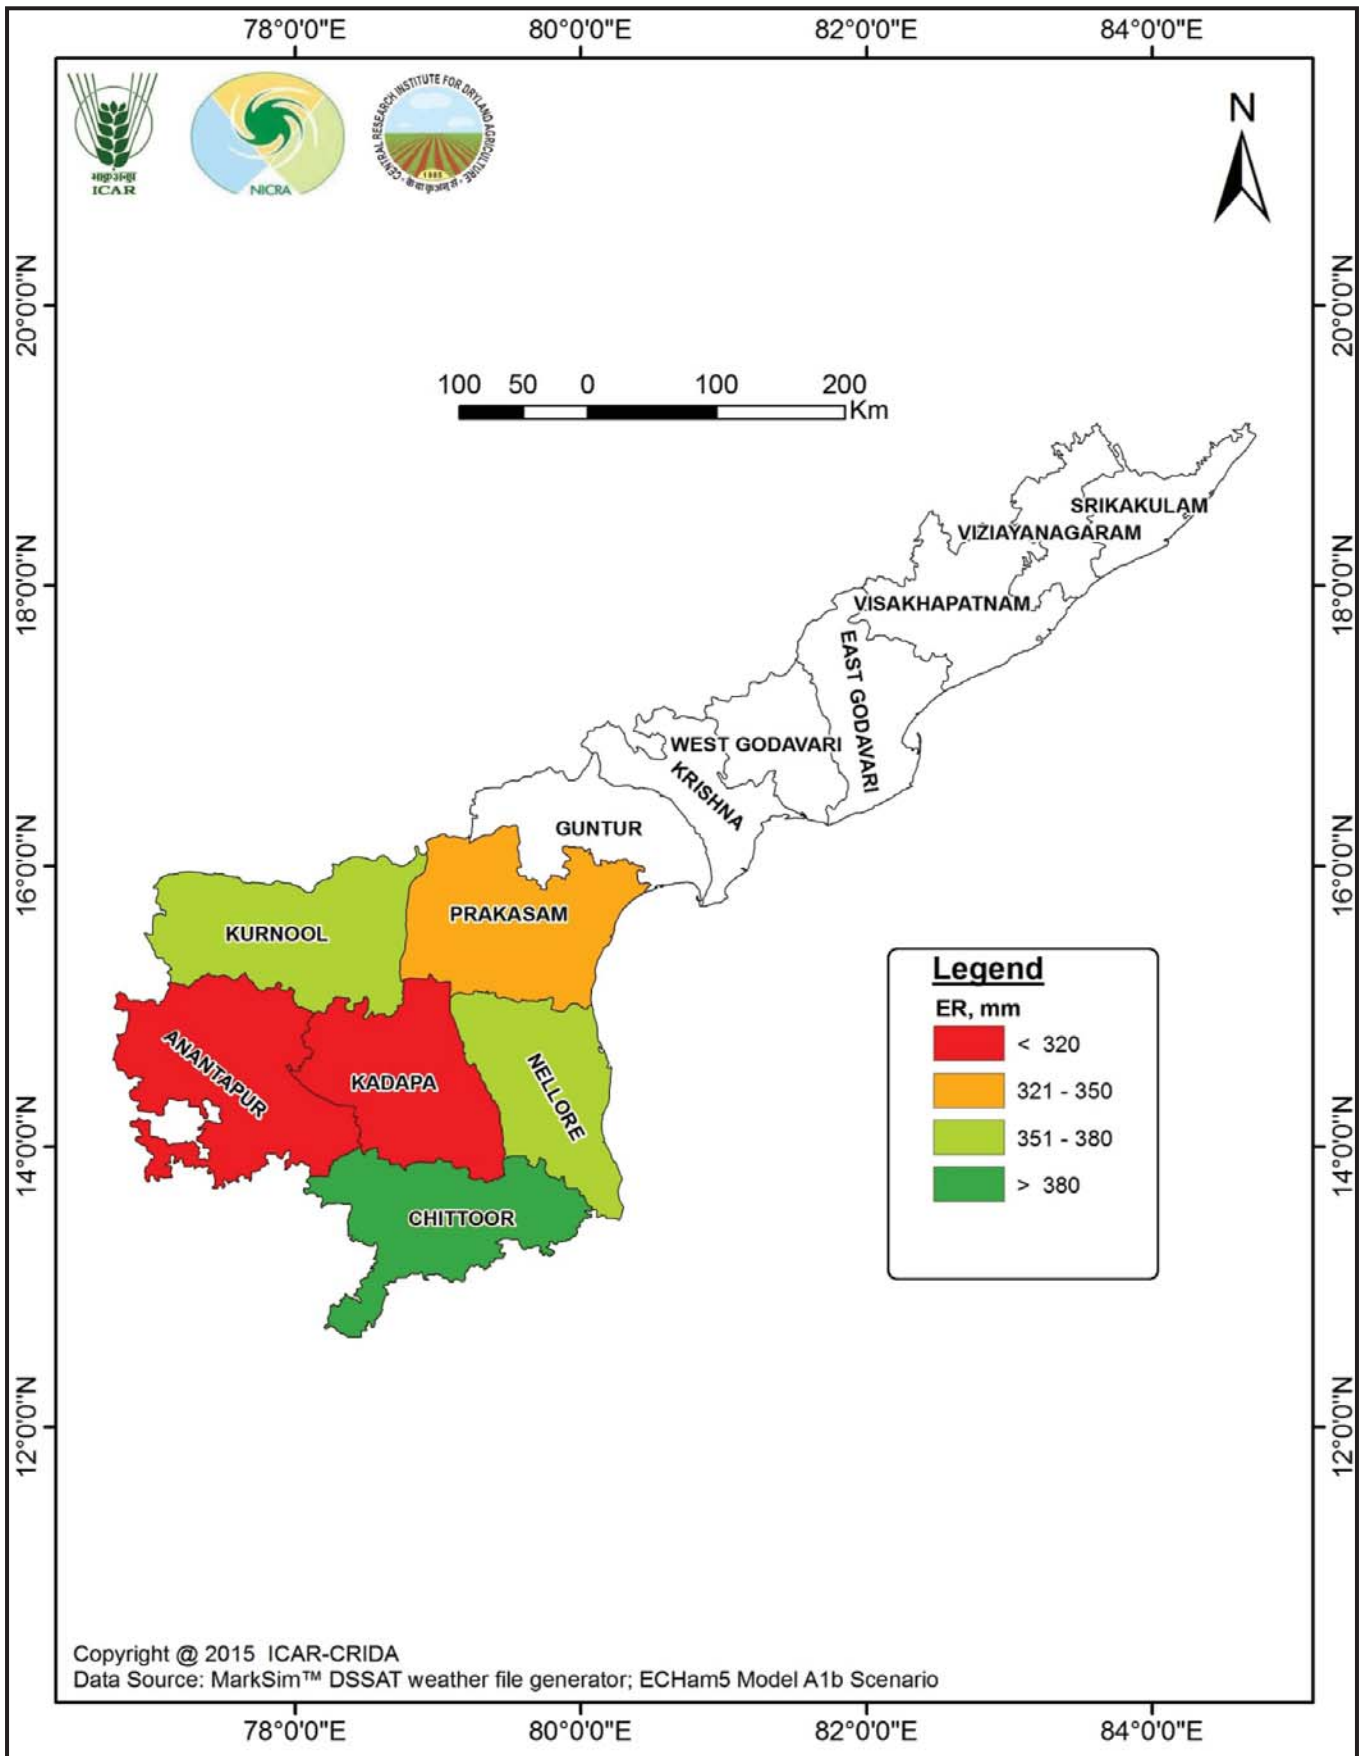 78°0'0"E 80°0'0"E 82°0'0"E 84°0'0"E
ICAR
NICRA
CENTRAL RESEARCH INSTITUTE FOR DRYLAND AGRICULTURE
1985
N
20°0'0"N 20°0'0"N
100 50 0 100 200
Km
SRIKAKULAM
VIZIAYANAGARAM
18°0'0"N 18°0'0"N
VISAKHAPATNAM
EAST GODAVARI
WEST GODAVARI
KRISHNA
GUNTUR
16°0'0"N 16°0'0"N
PRAKASAM
KURNOOL
Legend
ER, mm
< 320
321 - 350
351 - 380
> 380
ANANTAPUR
KADAPA
NELLORE
14°0'0"N 14°0'0"N
CHITTOOR
12°0'0"N 12°0'0"N
Copyright @ 2015 ICAR-CRIDA
Data Source: MarkSim™ DSSAT weather file generator; ECHam5 Model A1b Scenario
78°0'0"E 80°0'0"E 82°0'0"E 84°0'0"E